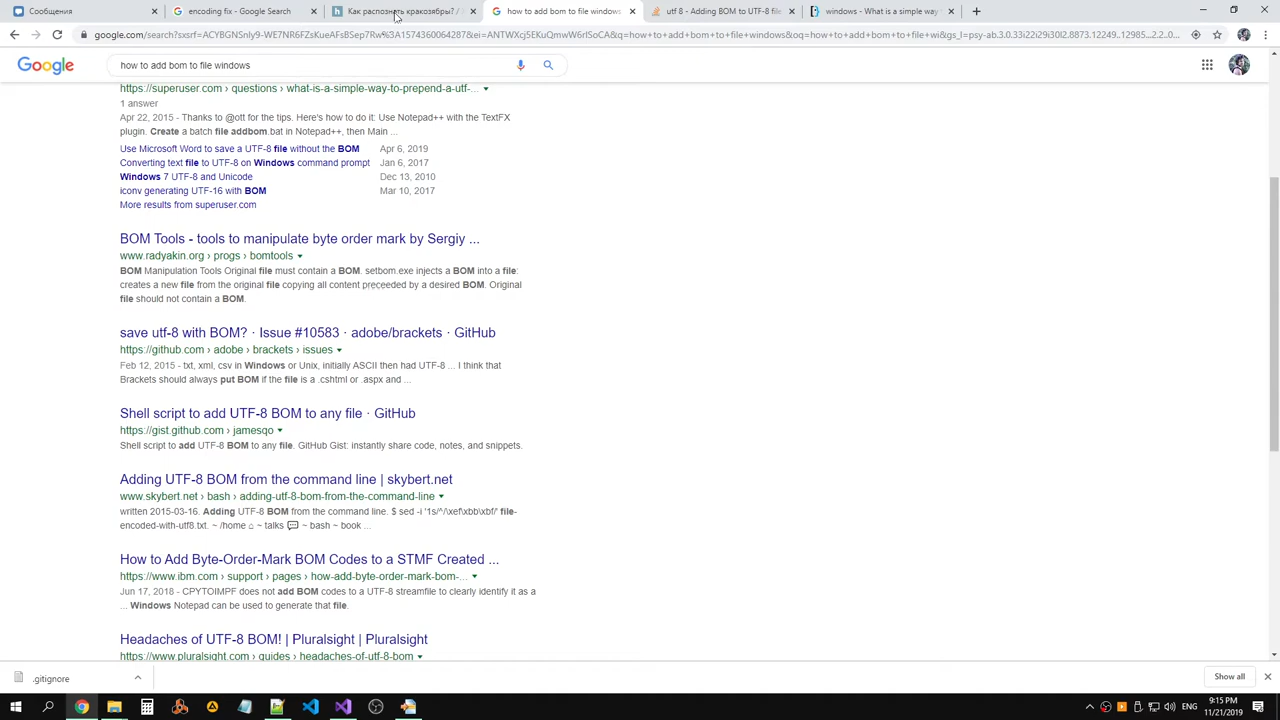 Сообщения
encoding fix - Google Search
Как распознать кракозябры? /
how to add bom to file windows
utf 8 - Adding BOM to UTF-8 file
windows - What is a simple way
https://superuser.com › questions › what-is-a-simple-way-to-prepend-a-utf-...
how to add bom to file windows
1 answer
Apr 22, 2015 - Thanks to @ott for the tips. Here's how to do it: Use Notepad++ with the TextFX
plugin. Create a batch file addbom.bat in Notepad++, then Main ...
Use Microsoft Word to save a UTF-8 file without the BOM Apr 6, 2019
Converting text file to UTF-8 on Windows command prompt Jan 6, 2017
Windows 7 UTF-8 and Unicode Dec 13, 2010
iconv generating UTF-16 with BOM Mar 10, 2017
More results from superuser.com
BOM Tools - tools to manipulate byte order mark by Sergiy ...
www.radyakin.org › progs › bomtools
BOM Manipulation Tools Original file must contain a BOM. setbom.exe injects a BOM into a file:
creates a new file from the original file copying all content preceeded by a desired BOM. Original
file should not contain a BOM.
save utf-8 with BOM? · Issue #10583 · adobe/brackets · GitHub
https://github.com › adobe › brackets › issues
Feb 12, 2015 - txt, xml, csv in Windows or Unix, initially ASCII then had UTF-8 ... I think that
Brackets should always put BOM if the file is a .cshtml or .aspx and ...
Shell script to add UTF-8 BOM to any file · GitHub
https://gist.github.com › jamesqo
Shell script to add UTF-8 BOM to any file. GitHub Gist: instantly share code, notes, and snippets.
Adding UTF-8 BOM from the command line | skybert.net
www.skybert.net › bash › adding-utf-8-bom-from-the-command-line
written 2015-03-16. Adding UTF-8 BOM from the command line. $ sed -i '1s/^/\xef\xbb\xbf/' file-
encoded-with-utf8.txt. ~ /home ⌂ ~ talks 💬 ~ bash ~ book ...
How to Add Byte-Order-Mark BOM Codes to a STMF Created ...
https://www.ibm.com › support › pages › how-add-byte-order-mark-bom-...
Jun 17, 2018 - CPYTOIMPF does not add BOM codes to a UTF-8 streamfile to clearly identify it as a
... Windows Notepad can be used to generate that file.
Headaches of UTF-8 BOM! | Pluralsight | Pluralsight
https://www.pluralsight.com › guides › headaches-of-utf-8-bom
.gitignore
Show all
ENG
9:15 PM
11/21/2019
Google